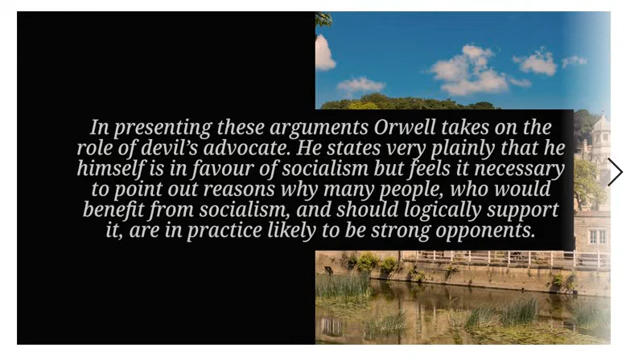 In presenting these arguments Orwell takes on the
role of devil's advocate. He states very plainly that he
himself is in favour of socialism but feels it necessary
to point out reasons why many people, who would
benefit from socialism, and should logically support
it, are in practice likely to be strong opponents.